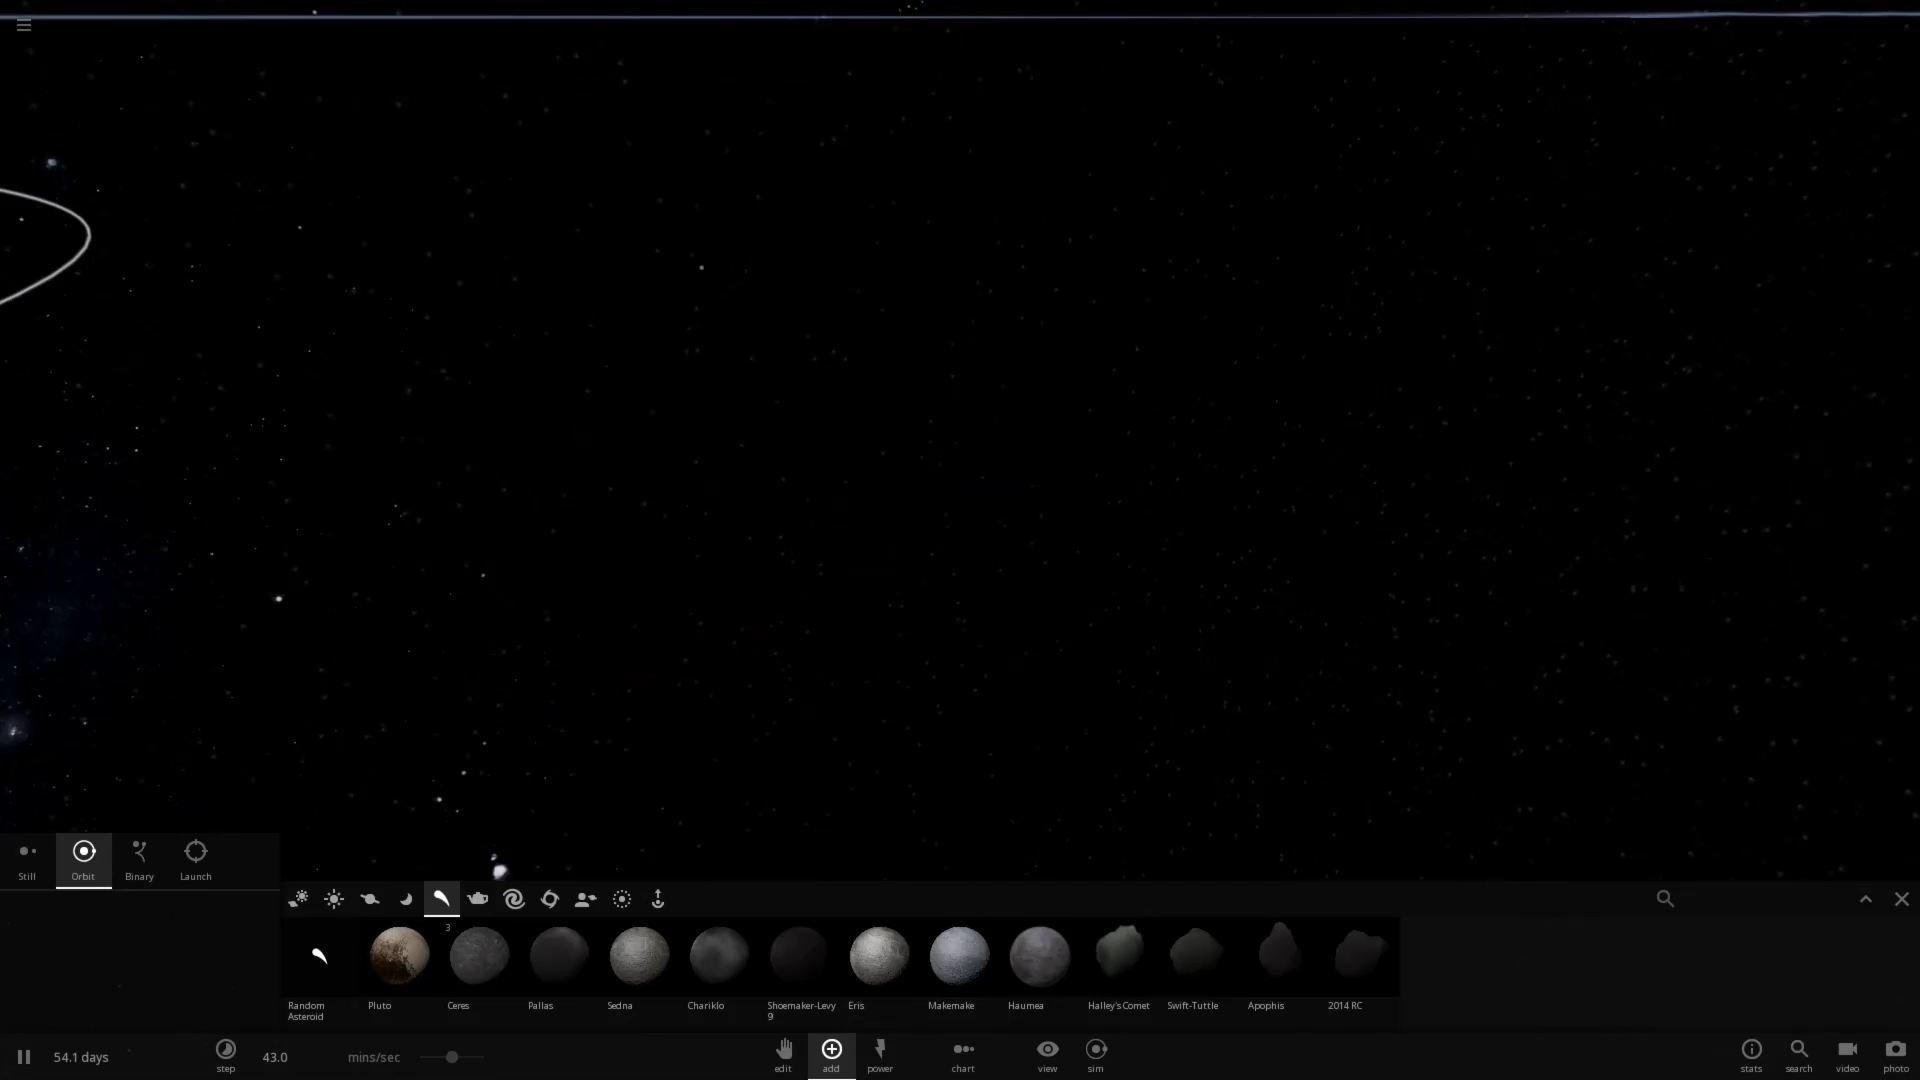 Still
Orbit
Binary
Launch
3
Random
Asteroid
Pluto
Ceres
Pallas
Sedna
Chariklo
Shoemaker-Levy
9
Eris
Makemake
Haumea
Halley's Comet
Swift-Tuttle
Apophis
2014 RC
54.1 days
step
43.0
mins/sec
edit
add
power
chart
view
sim
stats
search
video
photo